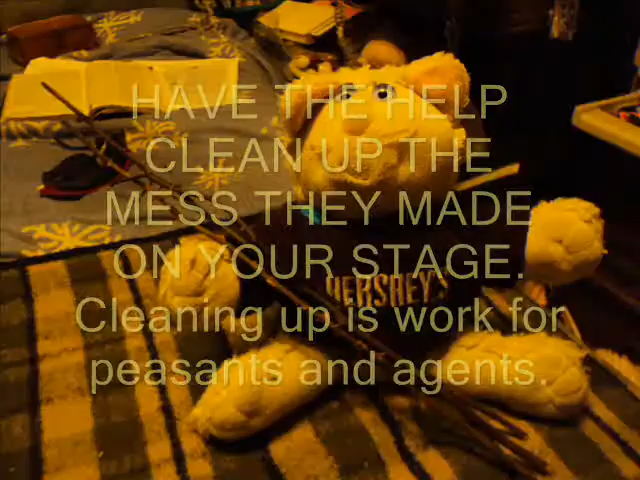 HAVE THE HELP
CLEAN UP THE
MESS THEY MADE
ON YOUR STAGE.
HERSHEY'S
Cleaning up is work for
peasants and agents.